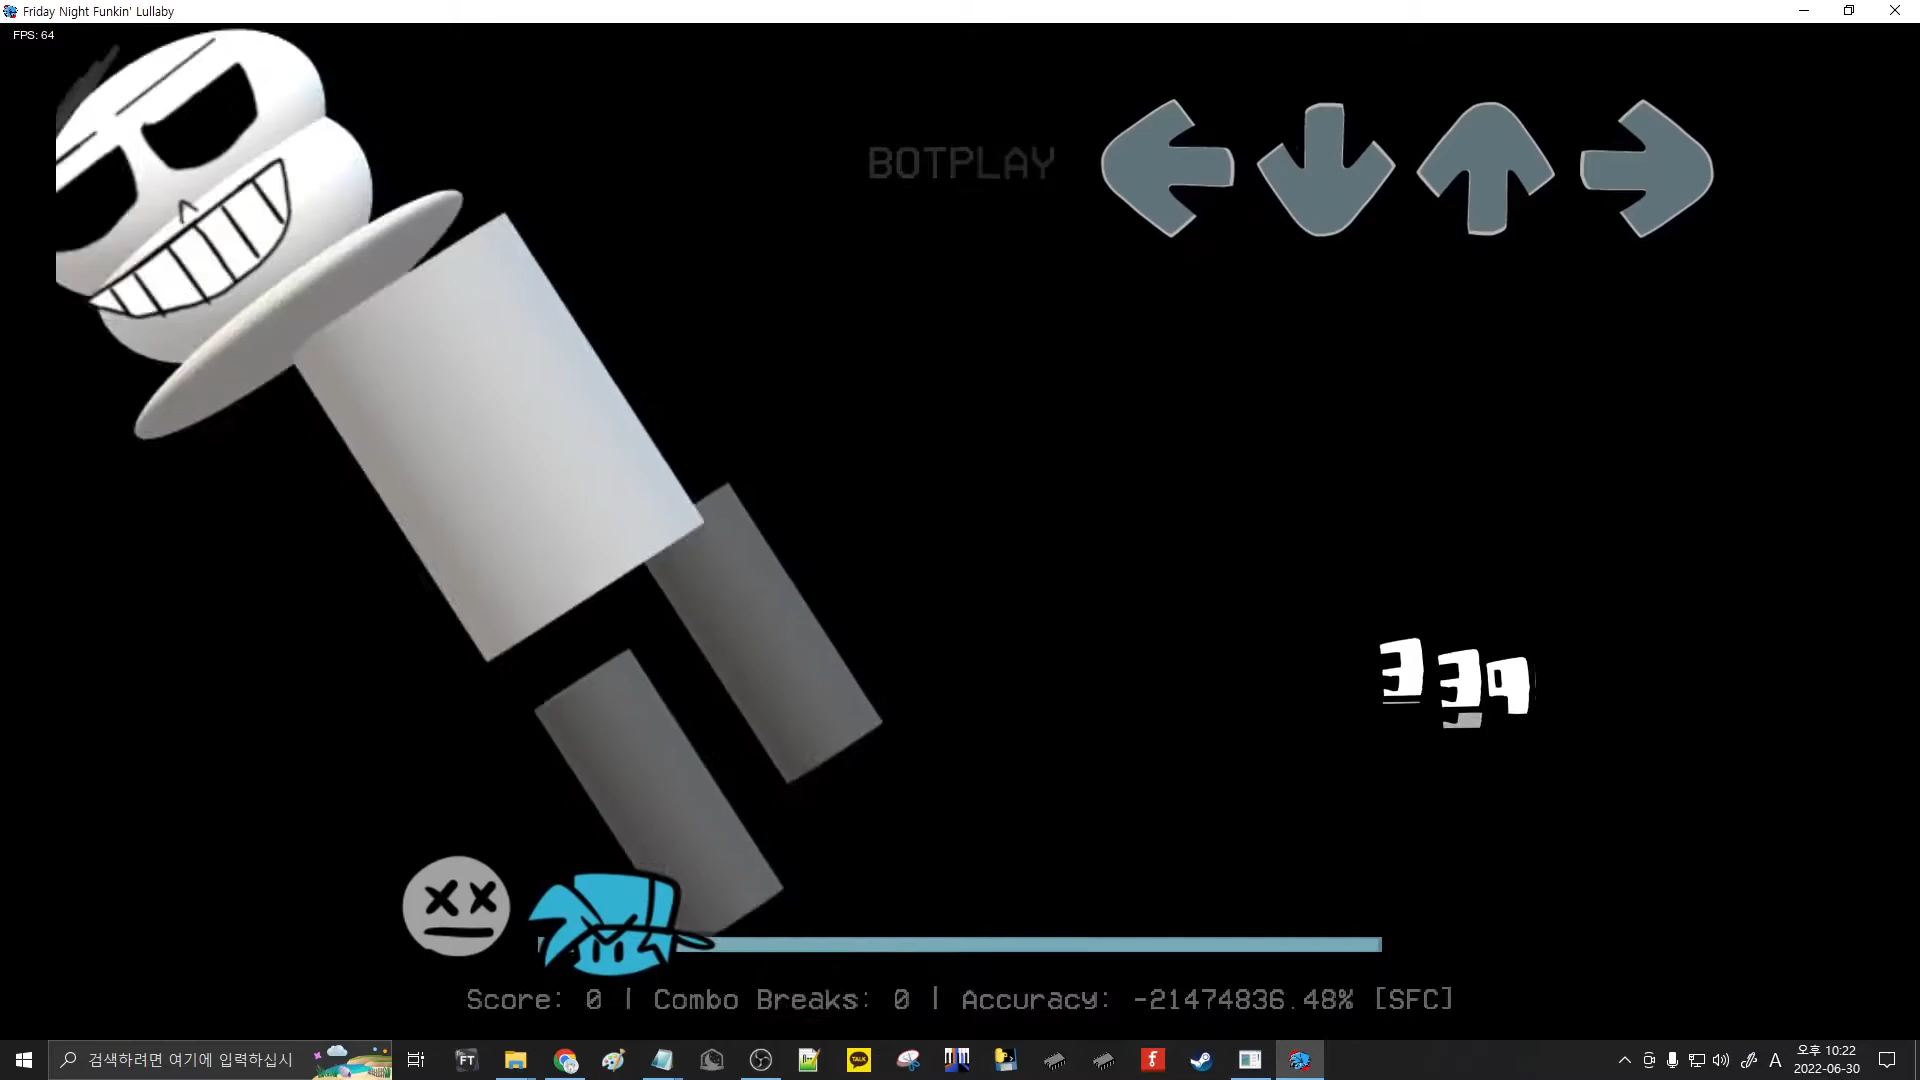 Friday Night Funkin' Lullaby
FPS: 64
BOTPLAY
339
Score: 0 | Combo Breaks: 0 | Accuracy: -21474836.48% [SFC]
검색하려면 여기에 입력하십시
FT
TALK
A
오후 10:22
2022-06-30